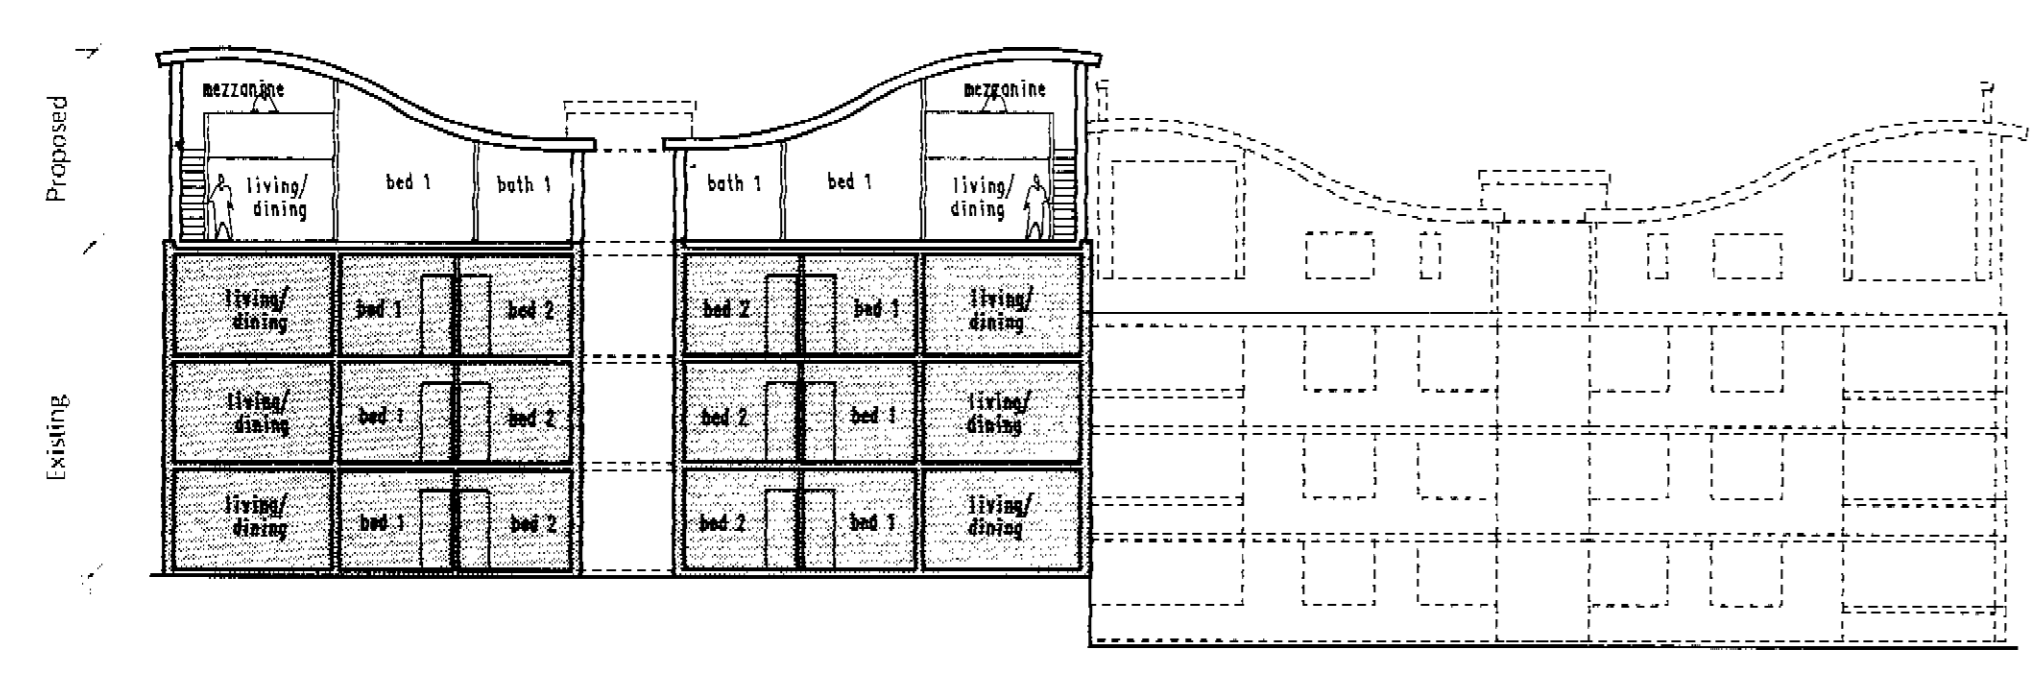 Proposed
mezzanine
mezzanine
living/
dining
bed 1
bath 1
bath 1
bed 1
living/
dining
Existing
living/
dining
bed 1
bed 2
bed 2
bed 1
living/
dining
living/
dining
bed 1
bed 2
bed 2
bed 1
living/
dining
living/
dining
bed 1
bed 2
bed 2
bed 1
living/
dining